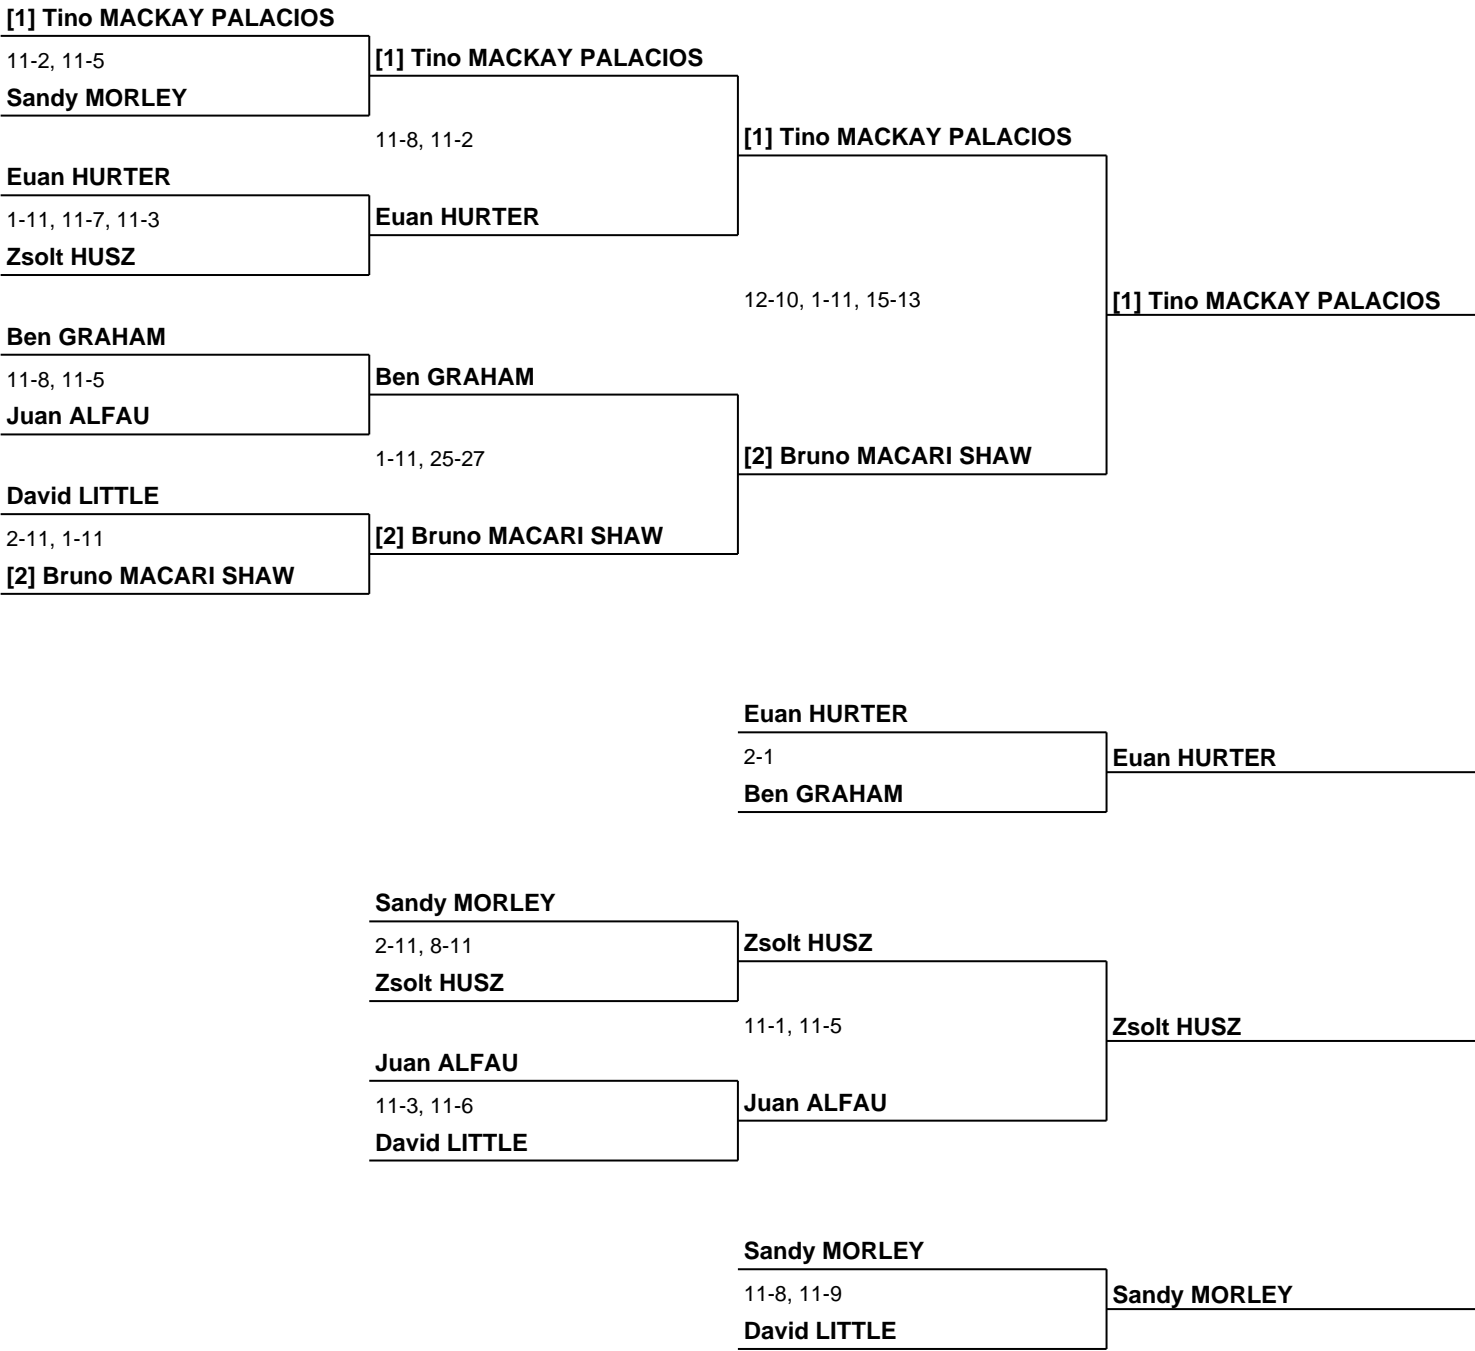 [1] Tino MACKAY PALACIOS
11-2, 11-5
[1] Tino MACKAY PALACIOS
Sandy MORLEY
11-8, 11-2
[1] Tino MACKAY PALACIOS
Euan HURTER
1-11, 11-7, 11-3
Euan HURTER
Zsolt HUSZ
12-10, 1-11, 15-13
[1] Tino MACKAY PALACIOS
Ben GRAHAM
11-8, 11-5
Ben GRAHAM
Juan ALFAU
1-11, 25-27
[2] Bruno MACARI SHAW
David LITTLE
2-11, 1-11
[2] Bruno MACARI SHAW
[2] Bruno MACARI SHAW
Euan HURTER
2-1
Euan HURTER
Ben GRAHAM
Sandy MORLEY
2-11, 8-11
Zsolt HUSZ
Zsolt HUSZ
11-1, 11-5
Zsolt HUSZ
Juan ALFAU
11-3, 11-6
Juan ALFAU
David LITTLE
Sandy MORLEY
11-8, 11-9
Sandy MORLEY
David LITTLE